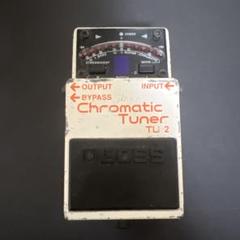 OUTPUT INPUT
BYPASS
Chromatic
Tuner
TU-2
BOSS